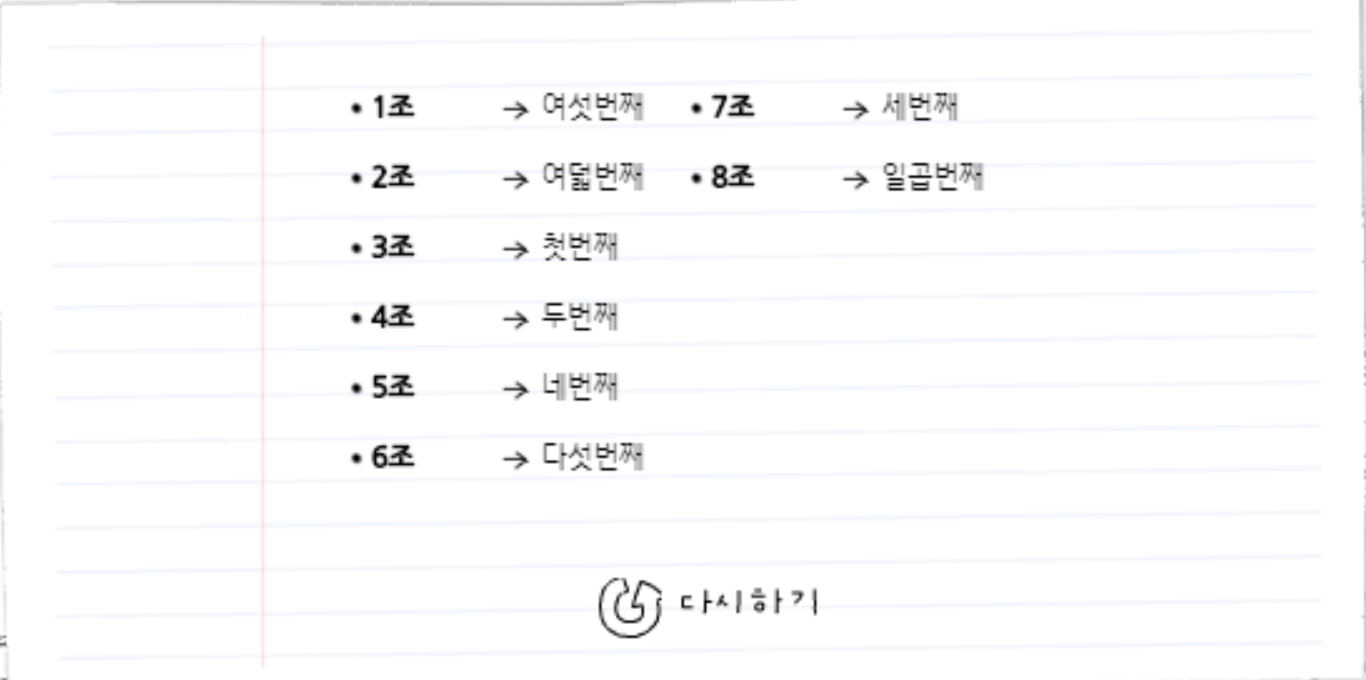 • 1조 → 여섯번째 • 7조 → 세번째
• 2조 → 여덟번째 • 8조 → 일곱번째
• 3조 → 첫번째
• 4조 → 두번째
• 5조 → 네번째
• 6조 → 다섯번째
다시하기